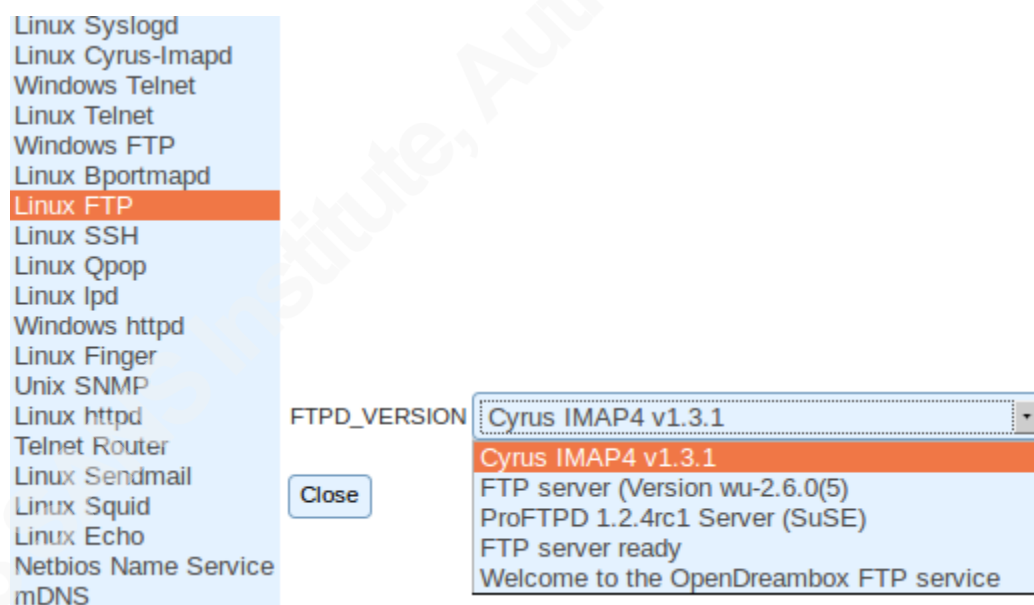 Linux Syslogd
Linux Cyrus-Imapd
Windows Telnet
Linux Telnet
Windows FTP
Linux Bportmapd
Linux FTP
Linux SSH
Linux Qpop
Linux lpd
Windows httpd
Linux Finger
Unix SNMP
Linux httpd
Telnet Router
Linux Sendmail
Linux Squid
Linux Echo
Netbios Name Service
mDNS
FTPD_VERSION
Cyrus IMAP4 v1.3.1
Cyrus IMAP4 v1.3.1
FTP server (Version wu-2.6.0(5)
ProFTPD 1.2.4rc1 Server (SuSE)
FTP server ready
Welcome to the OpenDreambox FTP service
Close
Institute,